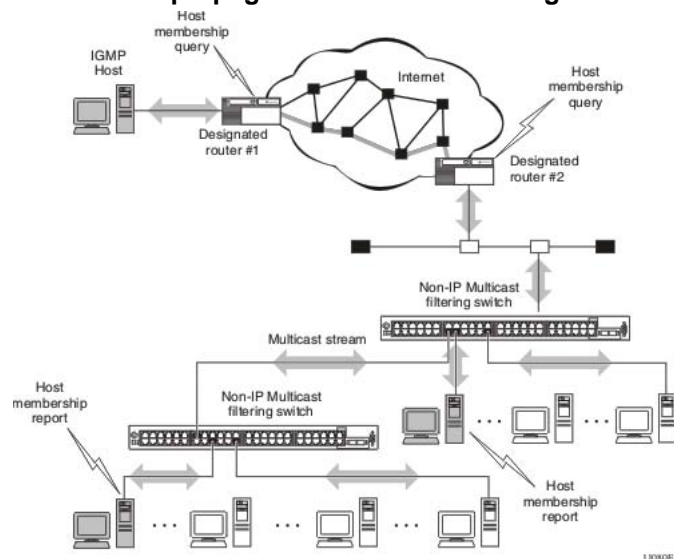 Host
membership
query
IGMP
Host
Internet
Host
membership
query
Designated
router #1
Designated
router #2
Non-IP Multicast
filtering switch
Multicast stream
Host
membership
report
Non-IP Multicast
filtering switch
Host
membership
report